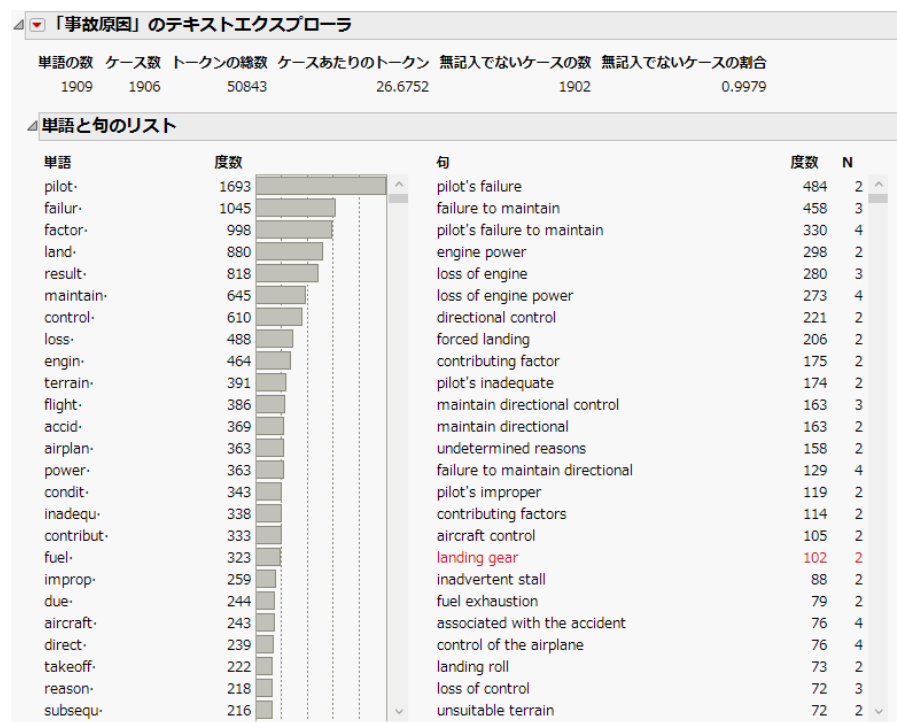 「事故原因」のテキストエクスプローラ
単語の数 ケース数 トークンの総数 ケースあたりのトークン 無記入でないケースの数 無記入でないケースの割合
1909 1906 50843 26.6752 1902 0.9979
単語と句のリスト
単語 度数 句 度数 N
pilot· 1693 pilot's failure 484 2
failur· 1045 failure to maintain 458 3
factor· 998 pilot's failure to maintain 330 4
land· 880 engine power 298 2
result· 818 loss of engine 280 3
maintain· 645 loss of engine power 273 4
control· 610 directional control 221 2
loss· 488 forced landing 206 2
engin· 464 contributing factor 175 2
terrain· 391 pilot's inadequate 174 2
flight· 386 maintain directional control 163 3
accid· 369 maintain directional 163 2
airplan· 363 undetermined reasons 158 2
power· 363 failure to maintain directional 129 4
condit· 343 pilot's improper 119 2
inadequ· 338 contributing factors 114 2
contribut· 333 aircraft control 105 2
fuel· 323 landing gear 102 2
improp· 259 inadvertent stall 88 2
due· 244 fuel exhaustion 79 2
aircraft· 243 associated with the accident 76 4
direct· 239 control of the airplane 76 4
takeoff· 222 landing roll 73 2
reason· 218 loss of control 72 3
subsequ· 216 unsuitable terrain 72 2